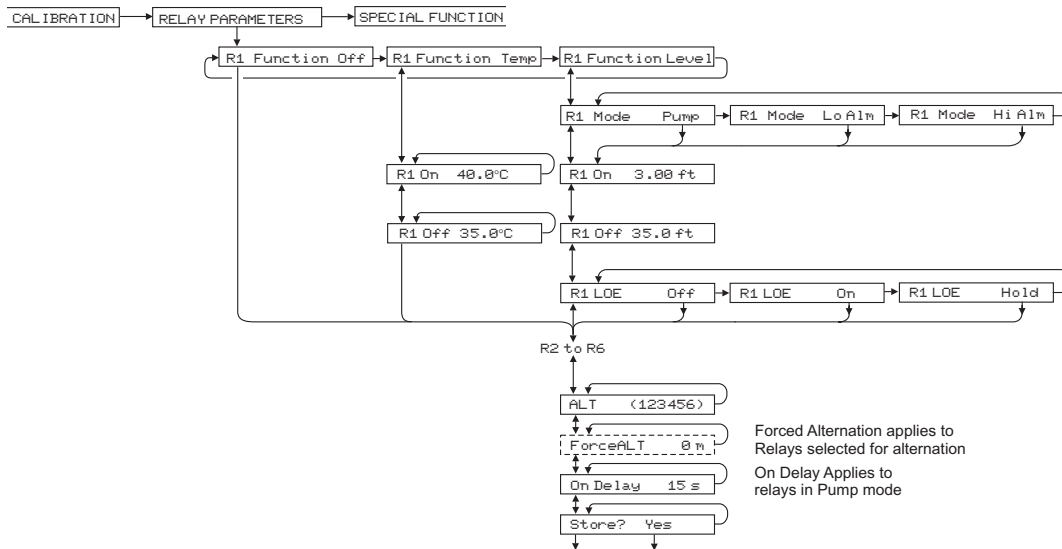 CALIBRATION
RELAY PARAMETERS
SPECIAL FUNCTION
R1 Function Off
R1 Function Temp
R1 Function Level
R1 Mode Pump
R1 Mode Lo Alm
R1 Mode Hi Alm
R1 On 40.0°C
R1 On 3.00 ft
R1 Off 35.0°C
R1 Off 35.0 ft
R1 LOE Off
R1 LOE On
R1 LOE Hold
R2 to R6
ALT (123456)
ForceALT 0 m
Forced Alternation applies to
Relays selected for alternation
On Delay 15 s
On Delay Applies to
relays in Pump mode
Store? Yes